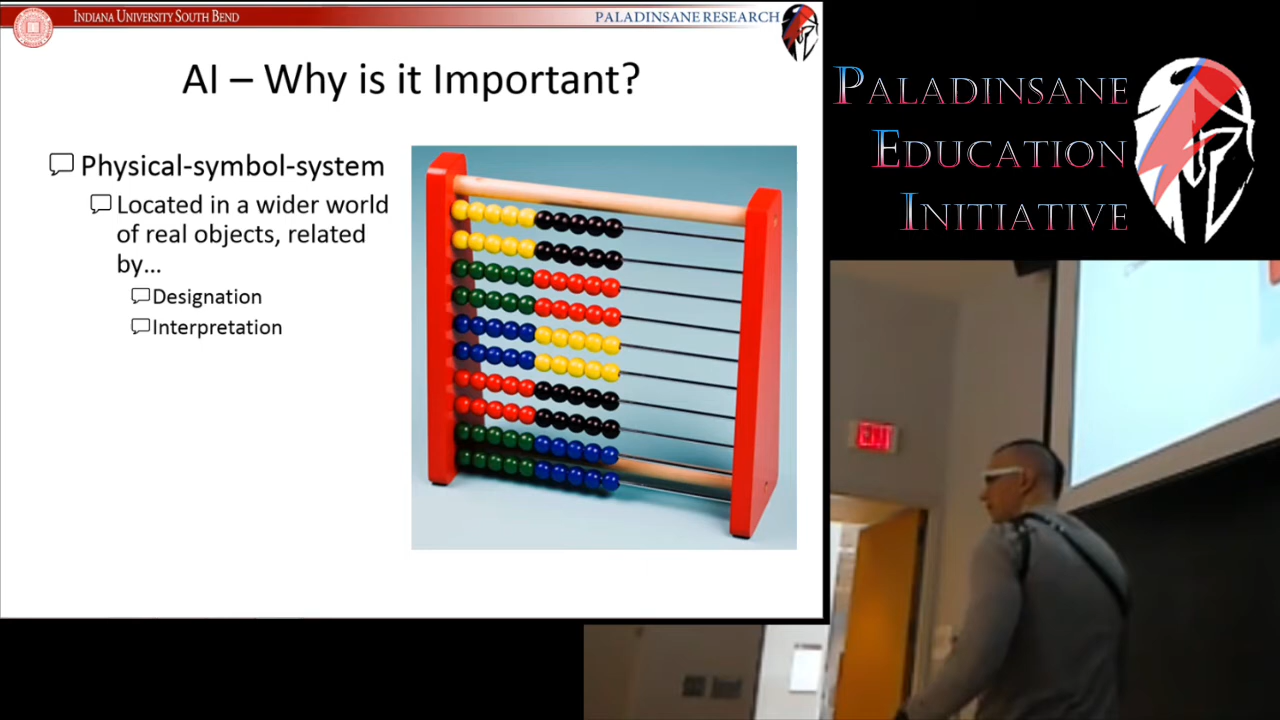 INDIANA UNIVERSITY SOUTH BEND
PALADINSANE RESEARCH
AI – Why is it Important?
Physical-symbol-system
Located in a wider world
of real objects, related
by...
Designation
Interpretation
PALADINSANE
EDUCATION
INITIATIVE